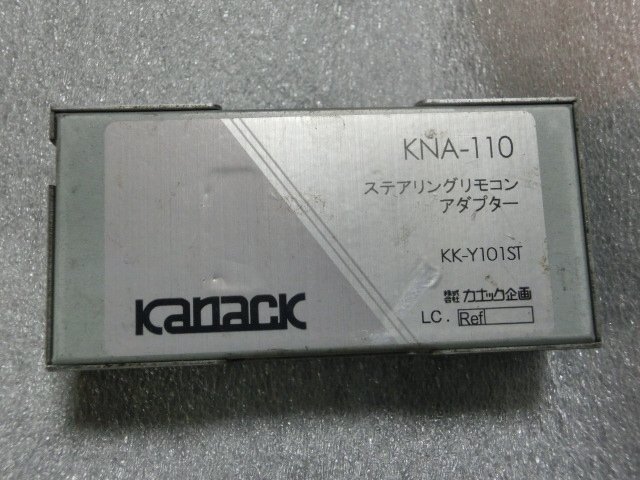 KNA-110
ステアリングリモコン
アダプター
KK-Y101ST
株式会社 カナック企画
LC. Ref
Kanack